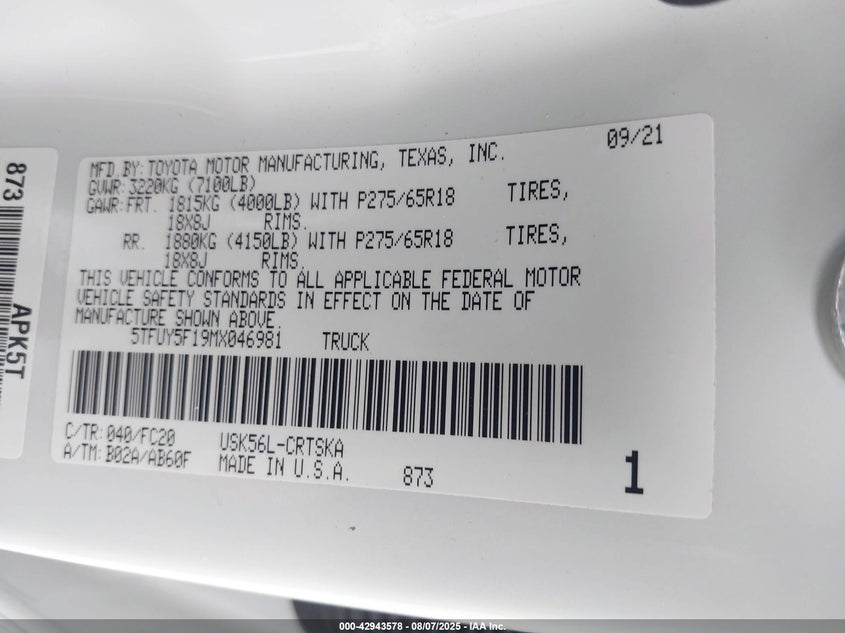 873
APK5T
MFD.BY:TOYOTA MOTOR MANUFACTURING, TEXAS, INC. 09/21
GVWR:3220KG (7100LB)
GAWR:FRT. 1815KG (4000LB) WITH P275/65R18 TIRES,
18X8J RIMS.
RR. 1880KG (4150LB) WITH P275/65R18 TIRES,
18X8J RIMS.
THIS VEHICLE CONFORMS TO ALL APPLICABLE FEDERAL MOTOR
VEHICLE SAFETY STANDARDS IN EFFECT ON THE DATE OF
MANUFACTURE SHOWN ABOVE.
5TFUY5F19MX046981 TRUCK
C/TR:040/FC20 USK56L-CRTSKA
A/TM:B02A/AB60F MADE IN U.S.A. 873 1
000-42943578 - 08/07/2025 - IAA Inc.